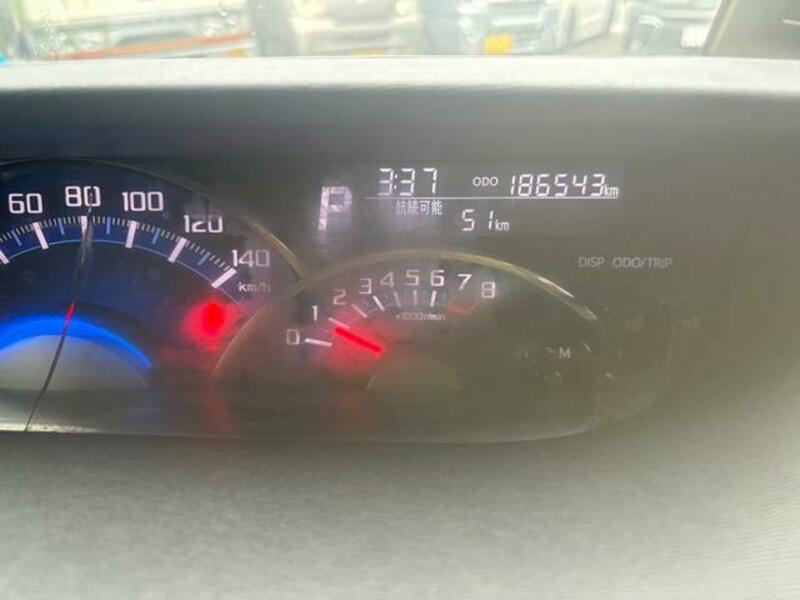 3:37 ODO 186543km
航続可能 51km
P
DISP ODO/TRIP
60 80 100 120 140
km/h
0 1 2 3 4 5 6 7 8
×1000r/min